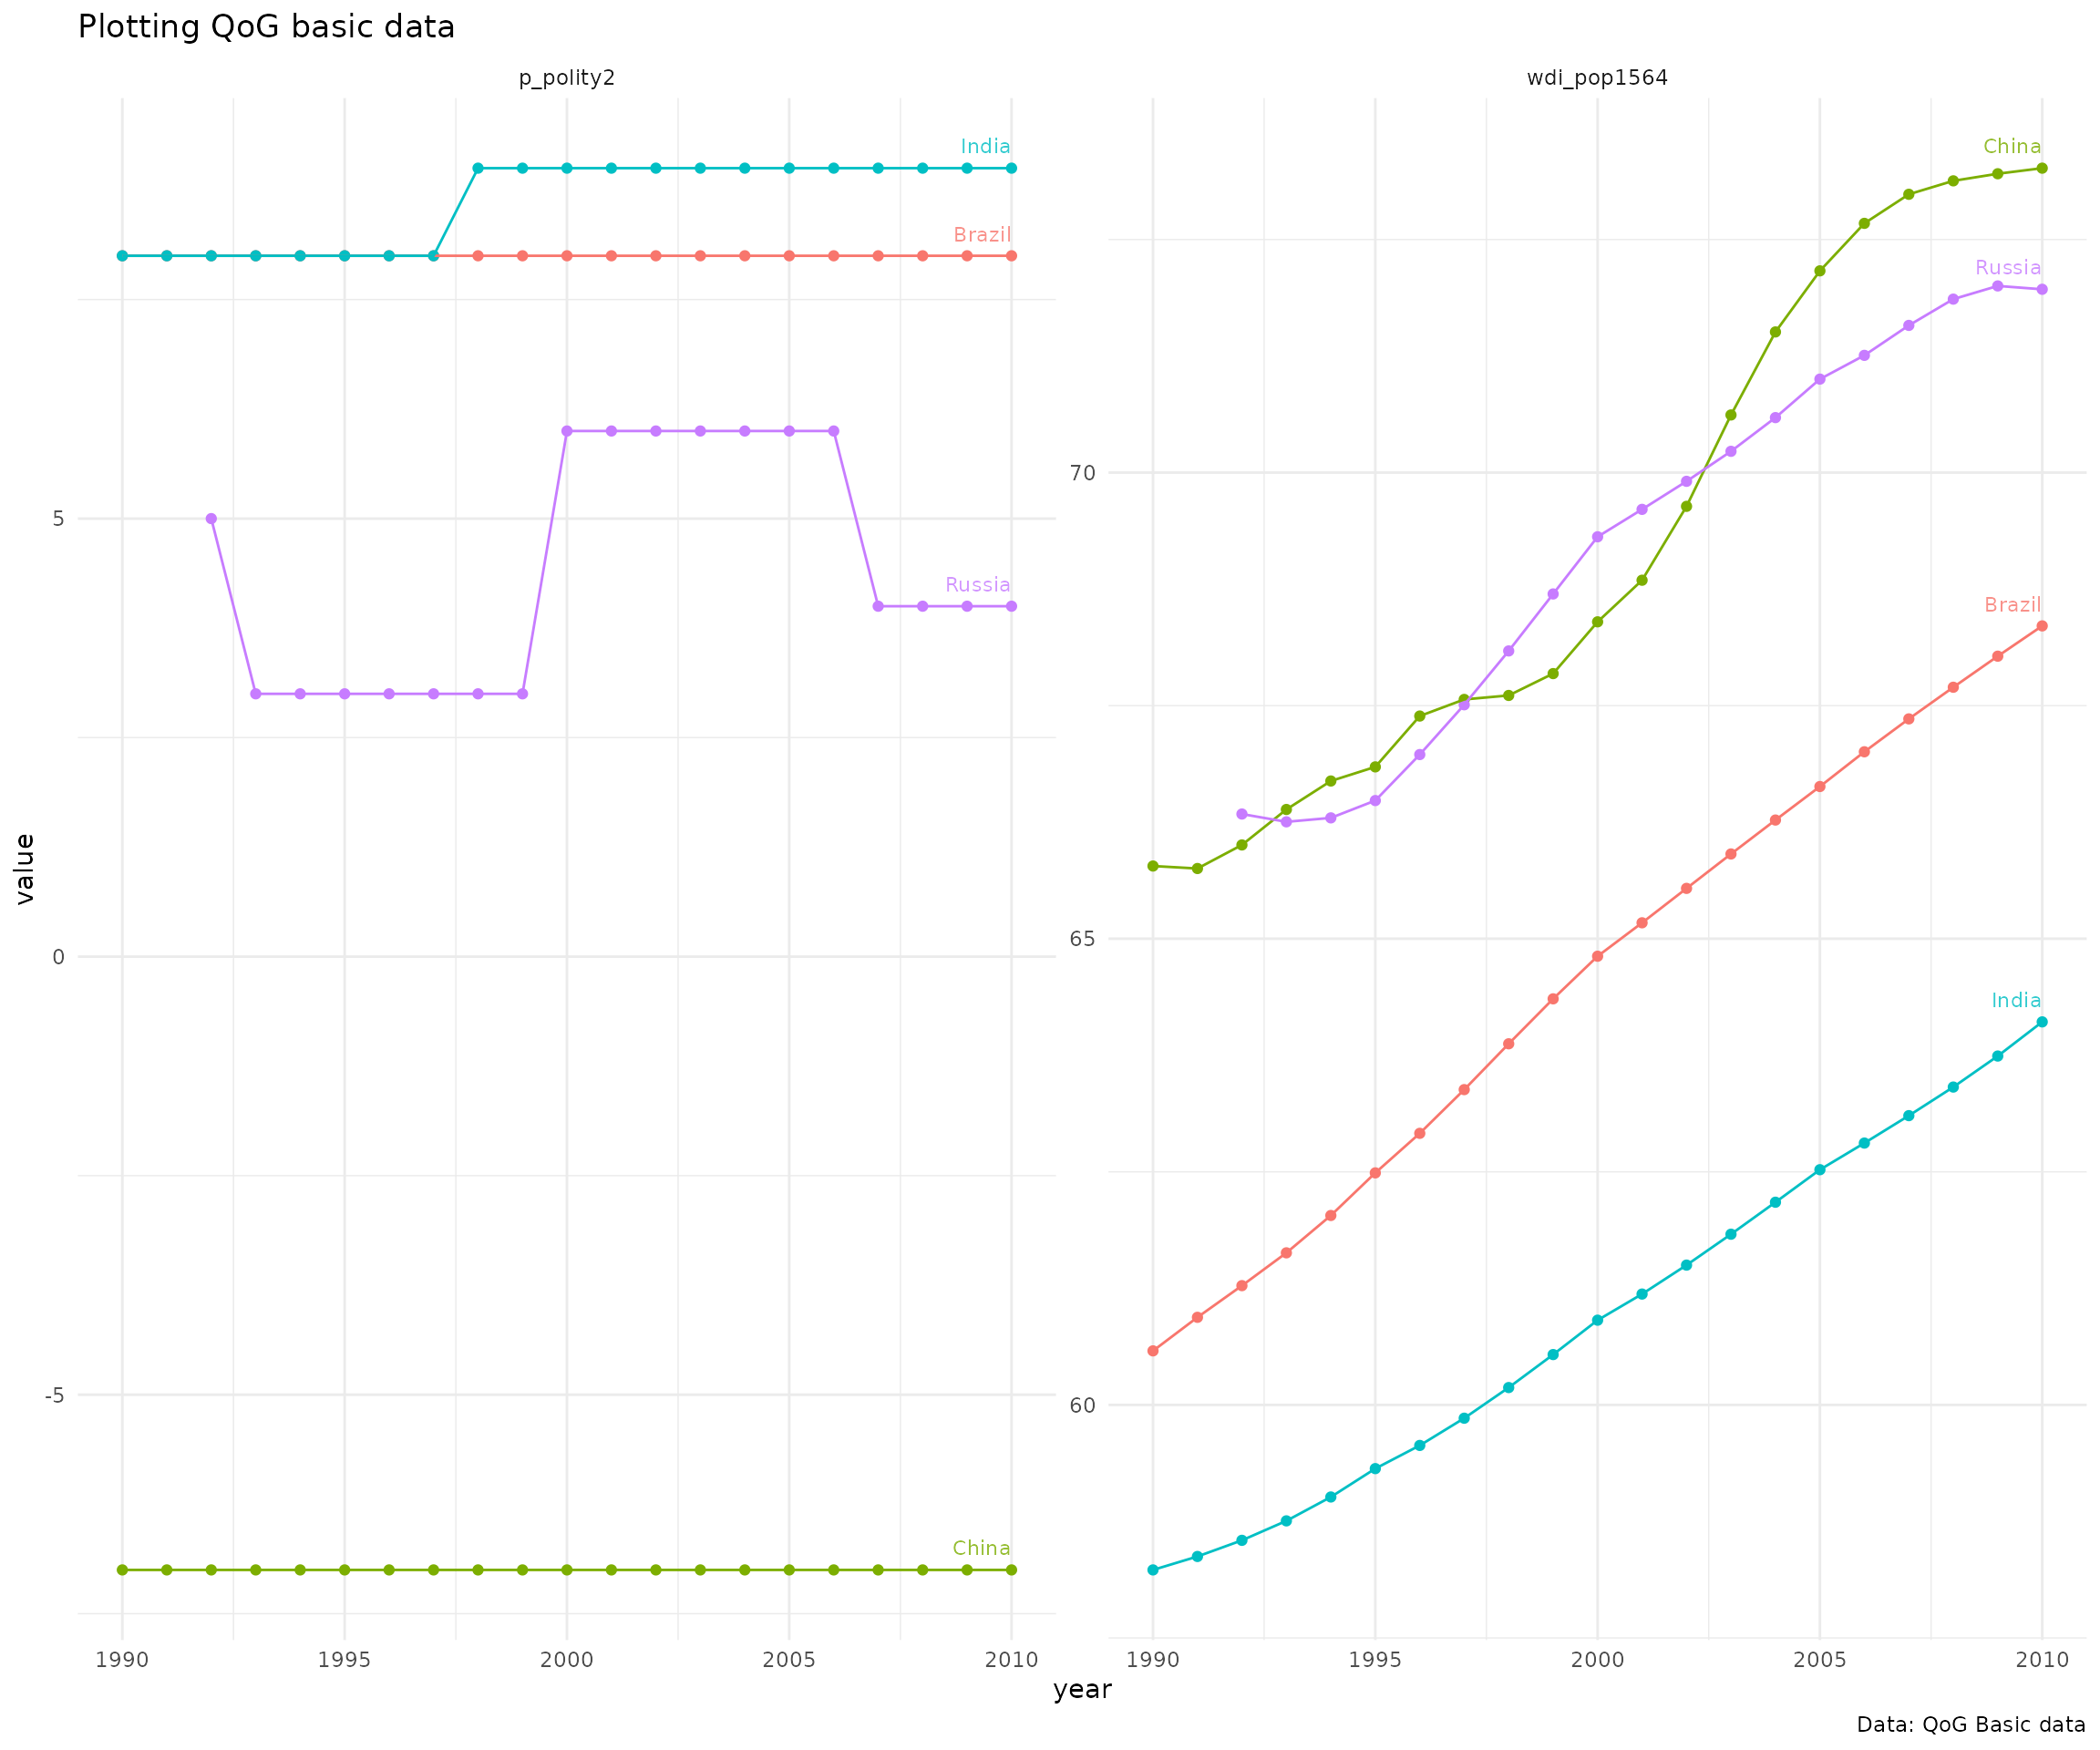 Plotting QoG basic data
p_polity2
India
Brazil
Russia
China
5
0
-5
1990 1995 2000 2005 2010
wdi_pop1564
China
Russia
Brazil
India
70
65
60
1990 1995 2000 2005 2010
value
year
Data: QoG Basic data